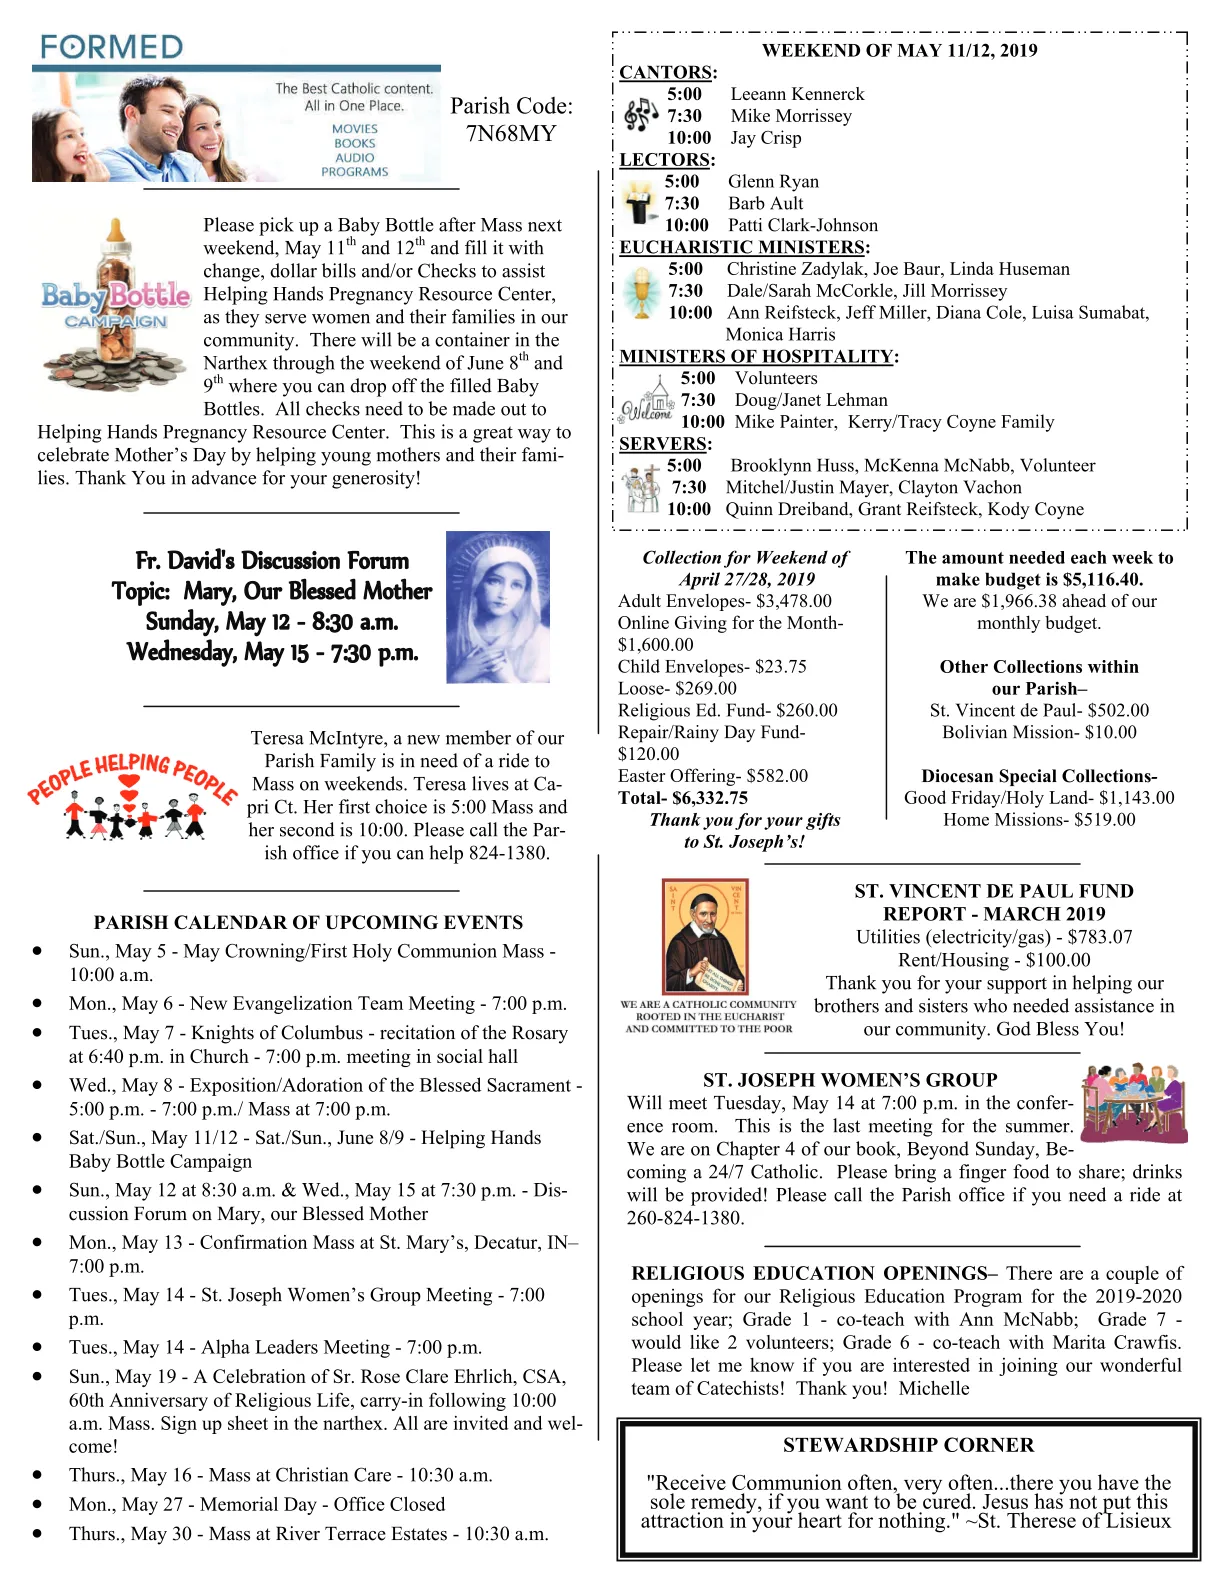 FORMED
The Best Catholic content.
All in One Place.
MOVIES
BOOKS
AUDIO
PROGRAMS
Parish Code:
7N68MY
Baby Bottle
CAMPAIGN
Please pick up a Baby Bottle after Mass next
weekend, May 11th and 12th and fill it with
change, dollar bills and/or Checks to assist
Helping Hands Pregnancy Resource Center,
as they serve women and their families in our
community.  There will be a container in the
Narthex through the weekend of June 8th and
9th where you can drop off the filled Baby
Bottles.  All checks need to be made out to
Helping Hands Pregnancy Resource Center.  This is a great way to
celebrate Mother’s Day by helping young mothers and their fami-
lies. Thank You in advance for your generosity!
Fr. David's Discussion Forum
Topic:  Mary, Our Blessed Mother
Sunday, May 12 - 8:30 a.m.
Wednesday, May 15 - 7:30 p.m.
PEOPLE HELPING PEOPLE
Teresa McIntyre, a new member of our
Parish Family is in need of a ride to
Mass on weekends. Teresa lives at Ca-
pri Ct. Her first choice is 5:00 Mass and
her second is 10:00. Please call the Par-
ish office if you can help 824-1380.
PARISH CALENDAR OF UPCOMING EVENTS
• Sun., May 5 - May Crowning/First Holy Communion Mass -
10:00 a.m.
• Mon., May 6 - New Evangelization Team Meeting - 7:00 p.m.
• Tues., May 7 - Knights of Columbus - recitation of the Rosary
at 6:40 p.m. in Church - 7:00 p.m. meeting in social hall
• Wed., May 8 - Exposition/Adoration of the Blessed Sacrament -
5:00 p.m. - 7:00 p.m./ Mass at 7:00 p.m.
• Sat./Sun., May 11/12 - Sat./Sun., June 8/9 - Helping Hands
Baby Bottle Campaign
• Sun., May 12 at 8:30 a.m. & Wed., May 15 at 7:30 p.m. - Dis-
cussion Forum on Mary, our Blessed Mother
• Mon., May 13 - Confirmation Mass at St. Mary’s, Decatur, IN–
7:00 p.m.
• Tues., May 14 - St. Joseph Women’s Group Meeting - 7:00
p.m.
• Tues., May 14 - Alpha Leaders Meeting - 7:00 p.m.
• Sun., May 19 - A Celebration of Sr. Rose Clare Ehrlich, CSA,
60th Anniversary of Religious Life, carry-in following 10:00
a.m. Mass. Sign up sheet in the narthex. All are invited and wel-
come!
• Thurs., May 16 - Mass at Christian Care - 10:30 a.m.
• Mon., May 27 - Memorial Day - Office Closed
• Thurs., May 30 - Mass at River Terrace Estates - 10:30 a.m.
WEEKEND OF MAY 11/12, 2019
CANTORS:
5:00 Leeann Kennerck
7:30 Mike Morrissey
10:00 Jay Crisp
LECTORS:
5:00 Glenn Ryan
7:30 Barb Ault
10:00 Patti Clark-Johnson
EUCHARISTIC MINISTERS:
5:00 Christine Zadylak, Joe Baur, Linda Huseman
7:30 Dale/Sarah McCorkle, Jill Morrissey
10:00 Ann Reifsteck, Jeff Miller, Diana Cole, Luisa Sumabat,
Monica Harris
MINISTERS OF HOSPITALITY:
Welcome
5:00 Volunteers
7:30 Doug/Janet Lehman
10:00 Mike Painter,  Kerry/Tracy Coyne Family
SERVERS:
5:00 Brooklynn Huss, McKenna McNabb, Volunteer
7:30 Mitchel/Justin Mayer, Clayton Vachon
10:00 Quinn Dreiband, Grant Reifsteck, Kody Coyne
Collection for Weekend of
April 27/28, 2019
Adult Envelopes- $3,478.00
Online Giving for the Month-
$1,600.00
Child Envelopes- $23.75
Loose- $269.00
Religious Ed. Fund- $260.00
Repair/Rainy Day Fund-
$120.00
Easter Offering- $582.00
Total- $6,332.75
Thank you for your gifts
to St. Joseph’s!
The amount needed each week to
make budget is $5,116.40.
We are $1,966.38 ahead of our
monthly budget.
Other Collections within
our Parish–
St. Vincent de Paul- $502.00
Bolivian Mission- $10.00
Diocesan Special Collections-
Good Friday/Holy Land- $1,143.00
Home Missions- $519.00
SAINT VINCENT
WE ARE A CATHOLIC COMMUNITY
ROOTED IN THE EUCHARIST
AND COMMITTED TO THE POOR
ST. VINCENT DE PAUL FUND
REPORT - MARCH 2019
Utilities (electricity/gas) - $783.07
Rent/Housing - $100.00
Thank you for your support in helping our
brothers and sisters who needed assistance in
our community. God Bless You!
ST. JOSEPH WOMEN’S GROUP
Will meet Tuesday, May 14 at 7:00 p.m. in the confer-
ence room.  This is the last meeting for the summer.
We are on Chapter 4 of our book, Beyond Sunday, Be-
coming a 24/7 Catholic.  Please bring a finger food to share; drinks
will be provided! Please call the Parish office if you need a ride at
260-824-1380.
RELIGIOUS EDUCATION OPENINGS– There are a couple of
openings for our Religious Education Program for the 2019-2020
school year; Grade 1 - co-teach with Ann McNabb;  Grade 7 -
would like 2 volunteers; Grade 6 - co-teach with Marita Crawfis.
Please let me know if you are interested in joining our wonderful
team of Catechists!  Thank you!  Michelle
STEWARDSHIP CORNER
"Receive Communion often, very often...there you have the
sole remedy, if you want to be cured. Jesus has not put this
attraction in your heart for nothing." ~St. Therese of Lisieux